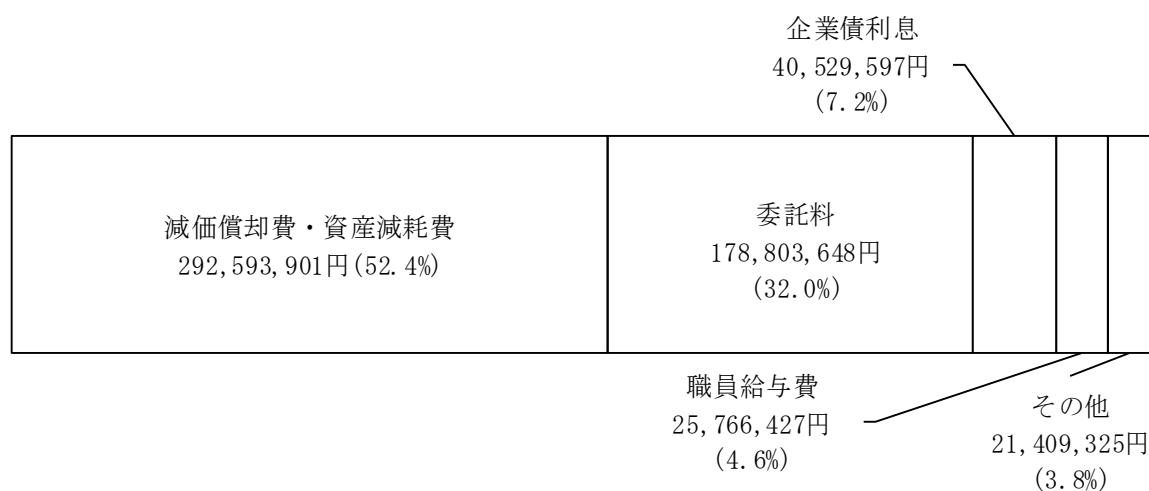 企業債利息
40,529,597円
(7.2%)
減価償却費・資産減耗費
292,593,901円(52.4%)
委託料
178,803,648円
(32.0%)
職員給与費
25,766,427円
(4.6%)
その他
21,409,325円
(3.8%)